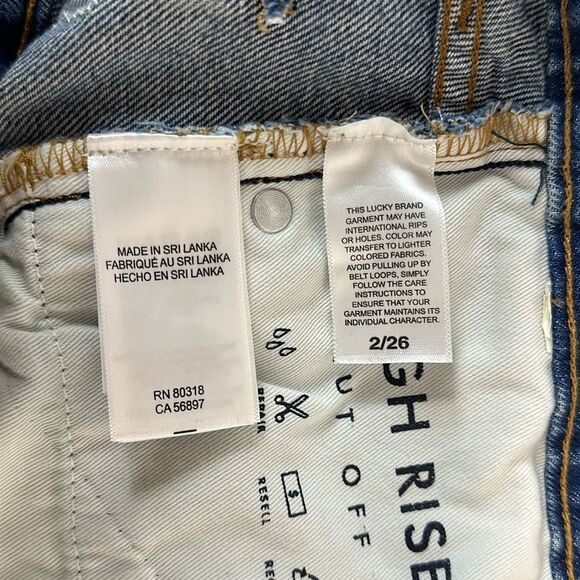 MADE IN SRI LANKA
FABRIQUÉ AU SRI LANKA
HECHO EN SRI LANKA
RN 80318
CA 56897
THIS LUCKY BRAND
GARMENT MAY HAVE
INTERNATIONAL RIPS
OR HOLES. COLOR MAY
TRANSFER TO LIGHTER
COLORED FABRICS.
AVOID PULLING UP BY
BELT LOOPS, SIMPLY
FOLLOW THE CARE
INSTRUCTIONS TO
ENSURE THAT YOUR
GARMENT MAINTAINS ITS
INDIVIDUAL CHARACTER.
2/26
GH RISE
UT OFF
REPAIR
RESELL